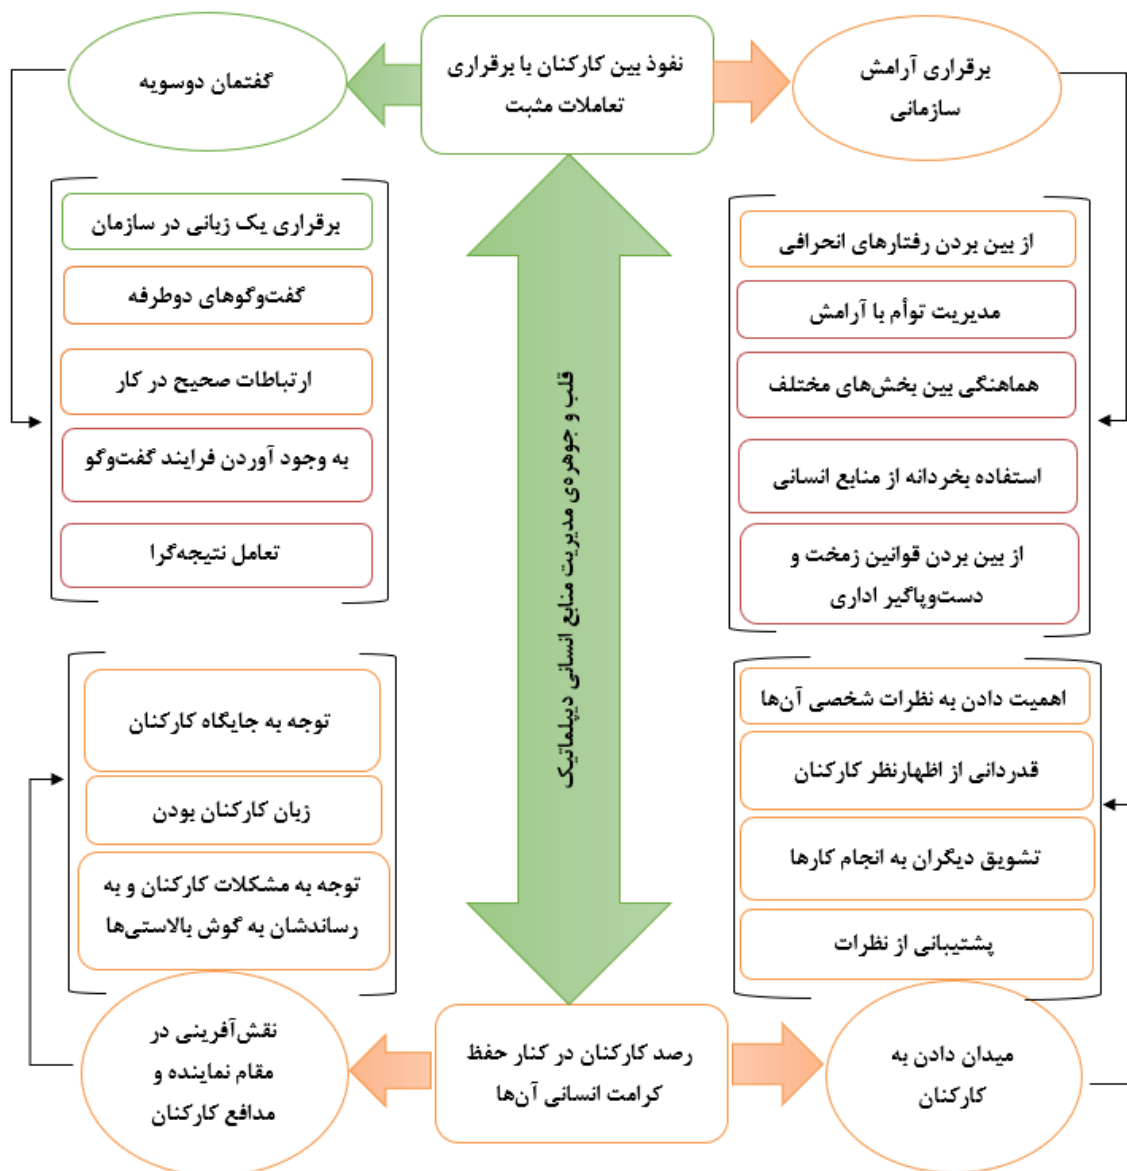 برقراری آرامش
سازمانی
نفوذ بین کارکنان با برقراری
تعاملات مثبت
گفتمان دوسویه
از بین بردن رفتارهای انحرافی
مدیریت توأم با آرامش
هماهنگی بین بخش‌های مختلف
استفاده بخردانه از منابع انسانی
از بین بردن قوانین زمخت و
دست‌وپاگیر اداری
برقراری یک زبانی در سازمان
گفت‌وگوهای دوطرفه
ارتباطات صحیح در کار
به وجود آوردن فرایند گفت‌وگو
تعامل نتیجه‌گرا
قلب و جوهره‌ی مدیریت منابع انسانی دیپلماتیک
اهمیت دادن به نظرات شخصی آن‌ها
قدردانی از اظهارنظر کارکنان
تشویق دیگران به انجام کارها
پشتیبانی از نظرات
توجه به جایگاه کارکنان
زبان کارکنان بودن
توجه به مشکلات کارکنان و به
رساندشان به گوش بالاستی‌ها
میدان دادن به
کارکنان
رصد کارکنان در کنار حفظ
کرامت انسانی آن‌ها
نقش‌آفرینی در
مقام نماینده و
مدافع کارکنان